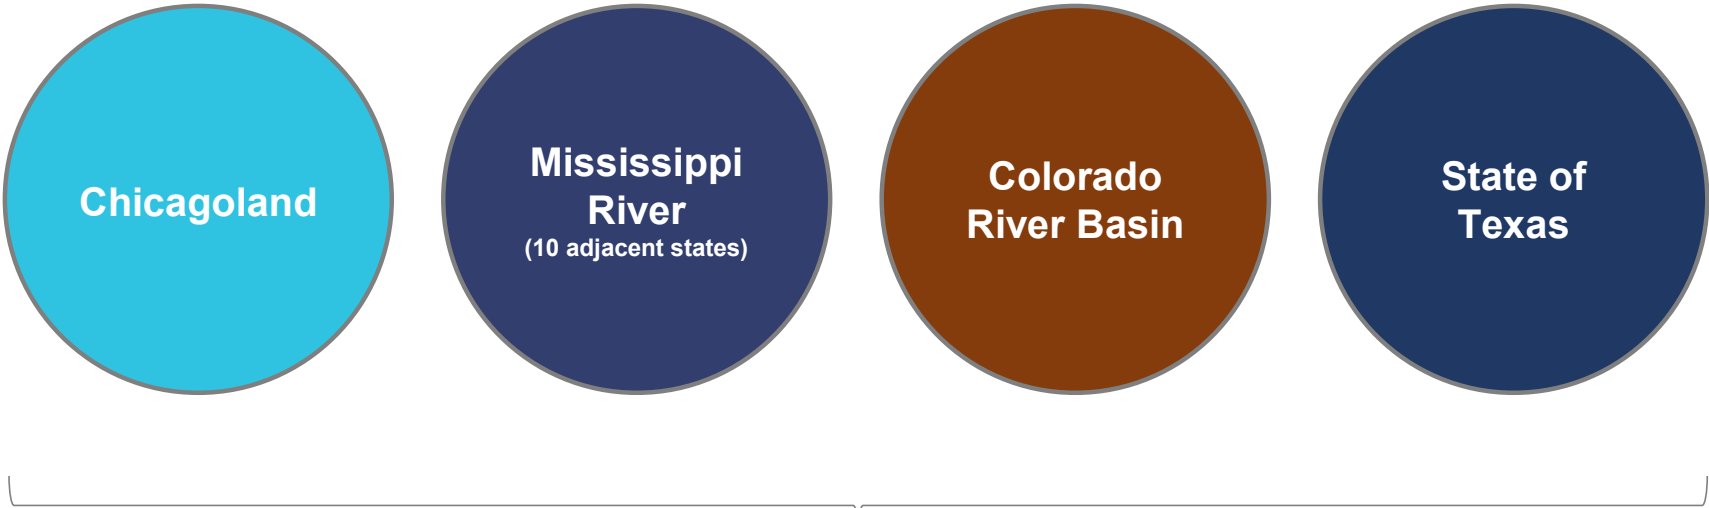 Chicagoland
Mississippi
River
(10 adjacent states)
Colorado
River Basin
State of
Texas